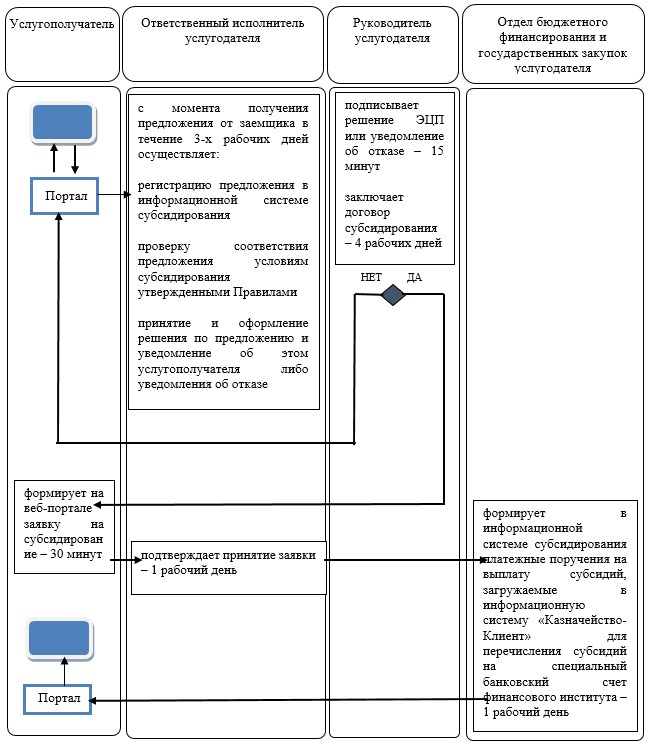 Услугополучатель
Ответственный исполнитель
услугодателя
Руководитель
услугодателя
Отдел бюджетного
финансирования и
государственных закупок
услугодателя
Портал
с момента получения
предложения от заемщика в
течение 3-х рабочих дней
осуществляет:
регистрацию предложения в
информационной системе
субсидирования
проверку соответствия
предложения условиям
субсидирования
утвержденными Правилами
принятие и оформление
решения по предложению и
уведомление об этом
услугополучателя либо
уведомления об отказе
подписывает
решение ЭЦП
или уведомление
об отказе – 15
минут
заключает
договор
субсидирования
– 4 рабочих дней
НЕТ ДА
формирует на
веб-портале
заявку на
субсидирован
ие – 30 минут
подтверждает принятие заявки
– 1 рабочий день
формирует в
информационной
системе субсидирования
платежные поручения на
выплату субсидий,
загружаемые в
информационную
систему «Казначейство-
Клиент» для
перечисления субсидий
на специальный
банковский счет
финансового института –
1 рабочий день
Портал